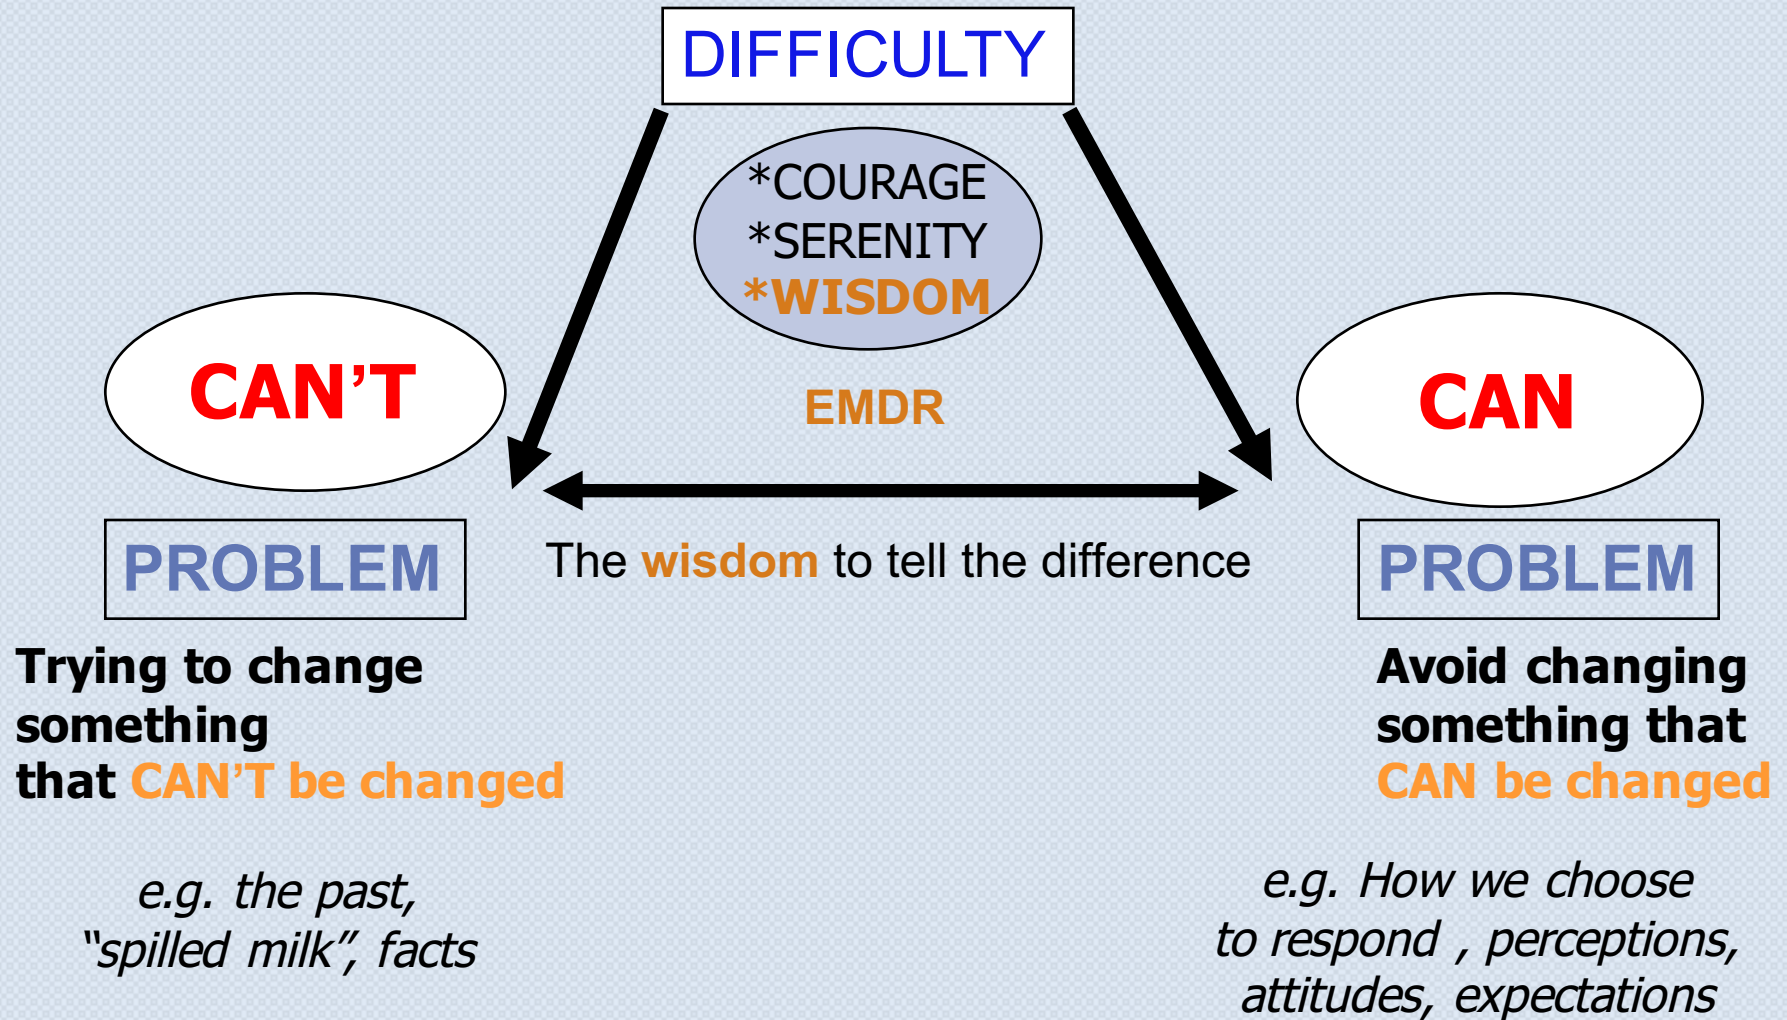 DIFFICULTY
*COURAGE
*SERENITY
*WISDOM
CAN’T
EMDR
CAN
PROBLEM
The wisdom to tell the difference
PROBLEM
Trying to change
something
that CAN’T be changed
Avoid changing
something that
CAN be changed
e.g. the past,
“spilled milk”, facts
e.g. How we choose
to respond , perceptions,
attitudes, expectations